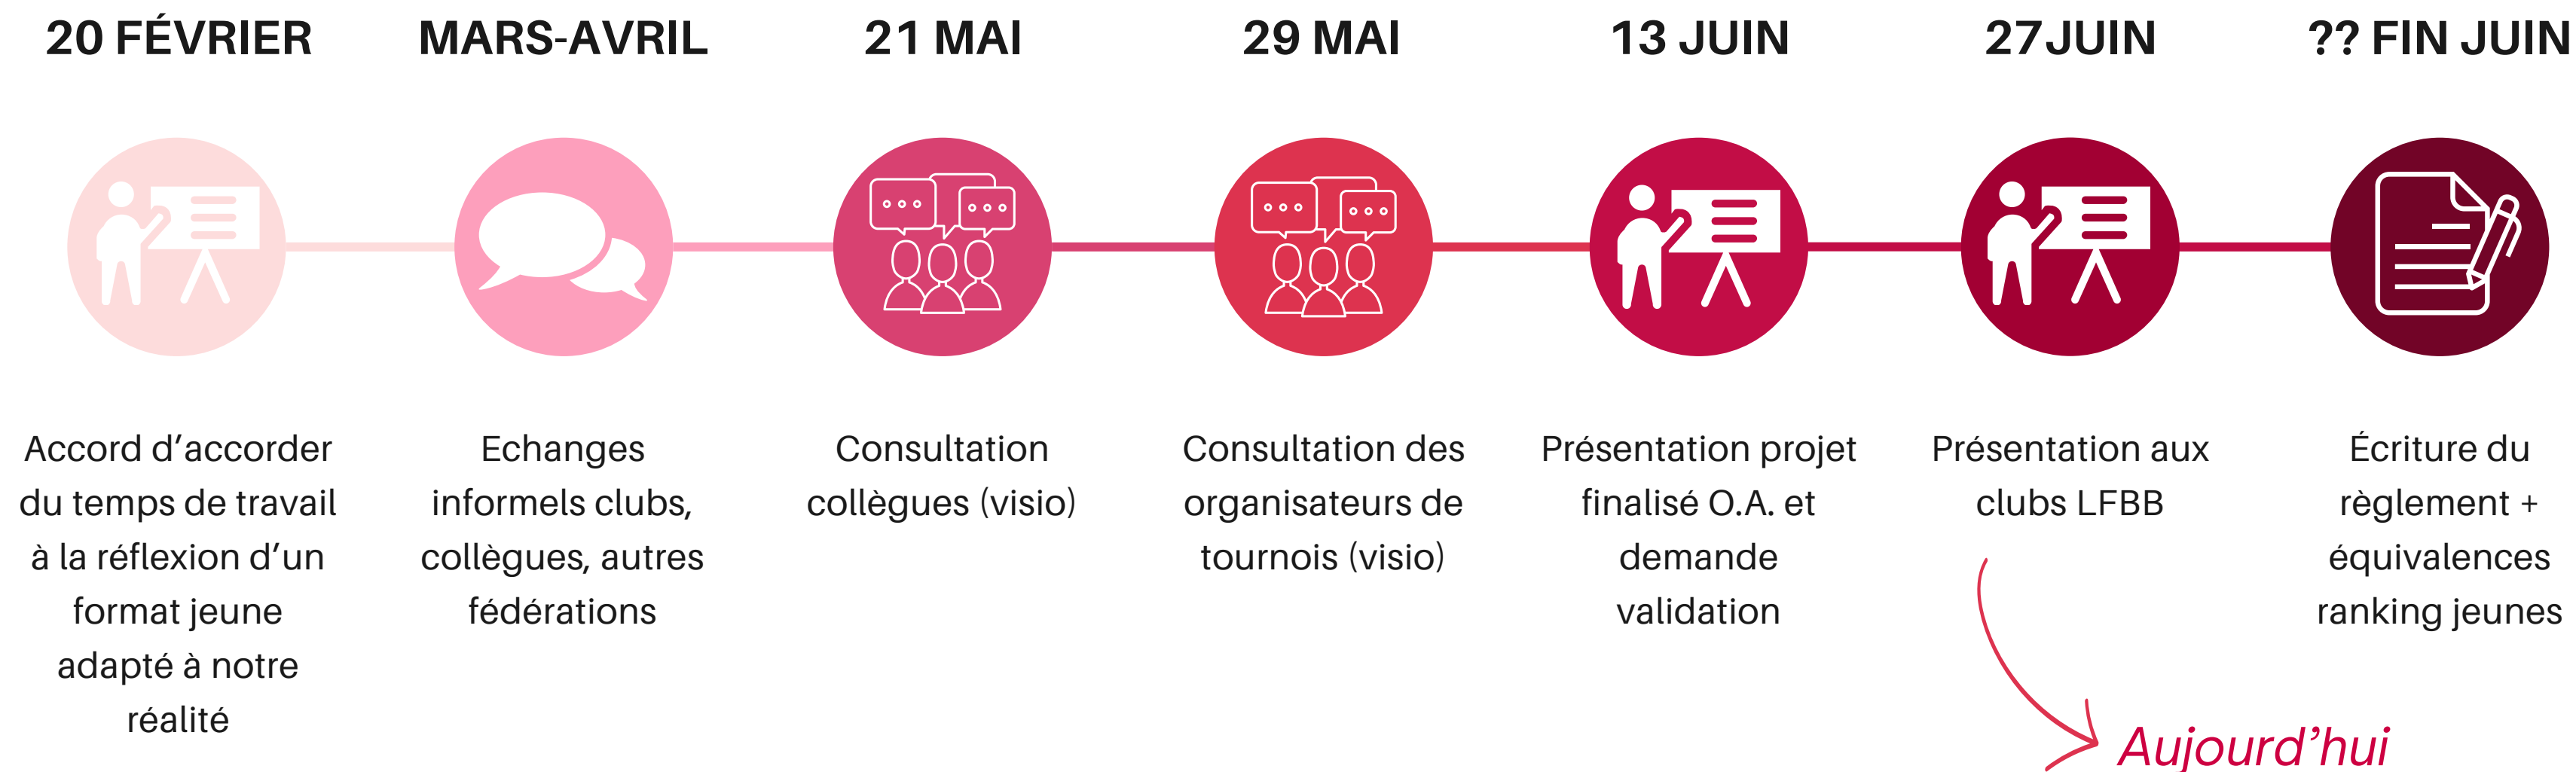 20 FÉVRIER
Accord d’accorder
du temps de travail
à la réflexion d’un
format jeune
adapté à notre
réalité
MARS-AVRIL
Echanges
informels clubs,
collègues, autres
fédérations
21 MAI
Consultation
collègues (visio)
29 MAI
Consultation des
organisateurs de
tournois (visio)
13 JUIN
Présentation projet
finalisé O.A. et
demande
validation
27JUIN
Présentation aux
clubs LFBB
Aujourd’hui
?? FIN JUIN
Écriture du
règlement +
équivalences
ranking jeunes